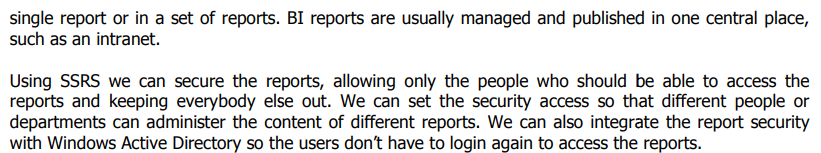 single report or in a set of reports. BI reports are usually managed and published in one central place,
such as an intranet.
Using SSRS we can secure the reports, allowing only the people who should be able to access the
reports and keeping everybody else out. We can set the security access so that different people or
departments can administer the content of different reports. We can also integrate the report security
with Windows Active Directory so the users don't have to login again to access the reports.